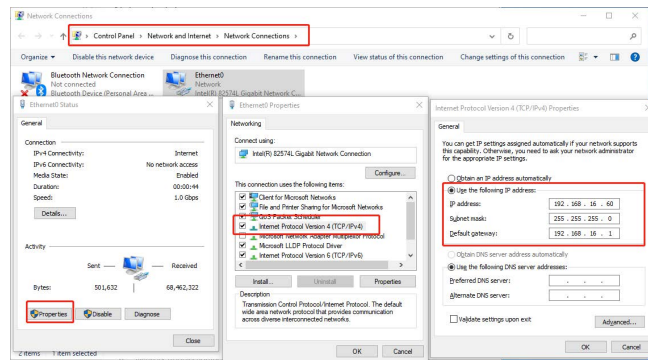 Network Connections
Control Panel › Network and Internet › Network Connections ›
Organize Disable this network device Diagnose this connection Rename this connection View status of this connection Change settings of this connection
Bluetooth Network Connection
Not connected
Bluetooth Device (Personal Area ...
Ethernet0
Network
Intel(R) 82574L Gigabit Network C...
Ethernet0 Status
General
Connection
IPv4 Connectivity: Internet
IPv6 Connectivity: No network access
Media State: Enabled
Duration: 00:00:44
Speed: 1.0 Gbps
Details...
Activity
Sent Received
Bytes: 501,632 68,462,322
Properties Disable Diagnose
Close
2 items 1 item selected
Ethernet0 Properties
Networking
Connect using:
Intel(R) 82574L Gigabit Network Connection
Configure...
This connection uses the following items:
Client for Microsoft Networks
File and Printer Sharing for Microsoft Networks
QoS Packet Scheduler
Internet Protocol Version 4 (TCP/IPv4)
Microsoft Network Adapter Multiplexor Protocol
Microsoft LLDP Protocol Driver
Internet Protocol Version 6 (TCP/IPv6)
Install... Uninstall Properties
Description
Transmission Control Protocol/Internet Protocol. The default
wide area network protocol that provides communication
across diverse interconnected networks.
OK Cancel
Internet Protocol Version 4 (TCP/IPv4) Properties
General
You can get IP settings assigned automatically if your network supports
this capability. Otherwise, you need to ask your network administrator
for the appropriate IP settings.
Obtain an IP address automatically
Use the following IP address:
IP address: 192 . 168 . 16 . 60
Subnet mask: 255 . 255 . 255 . 0
Default gateway: 192 . 168 . 16 . 1
Obtain DNS server address automatically
Use the following DNS server addresses:
Preferred DNS server: . . .
Alternate DNS server: . . .
Validate settings upon exit
Advanced...
OK Cancel